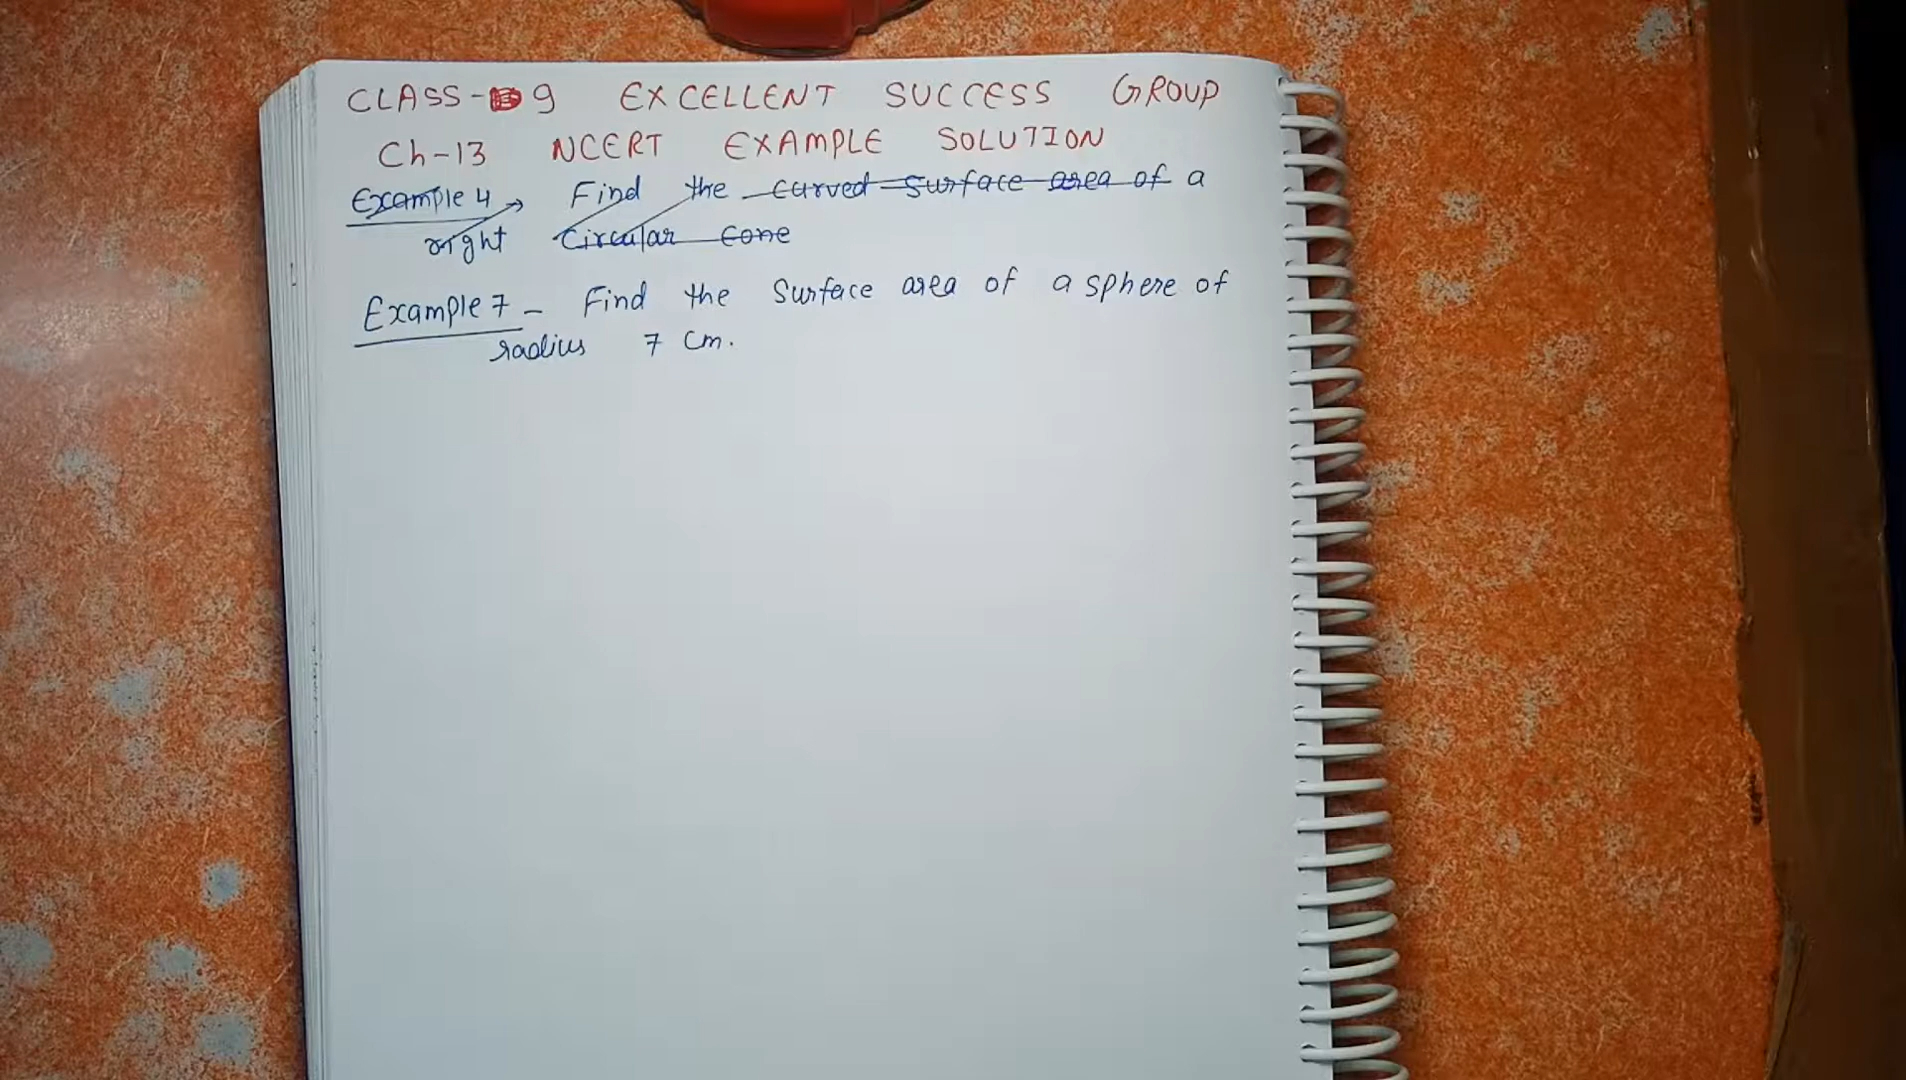 CLASS - 9 EXCELLENT SUCCESS GROUP
Ch-13 NCERT EXAMPLE SOLUTION
Example 4 → Find the curved surface area of a
right Circular cone
Example 7 - Find the Surface area of a sphere of
radius 7 cm.